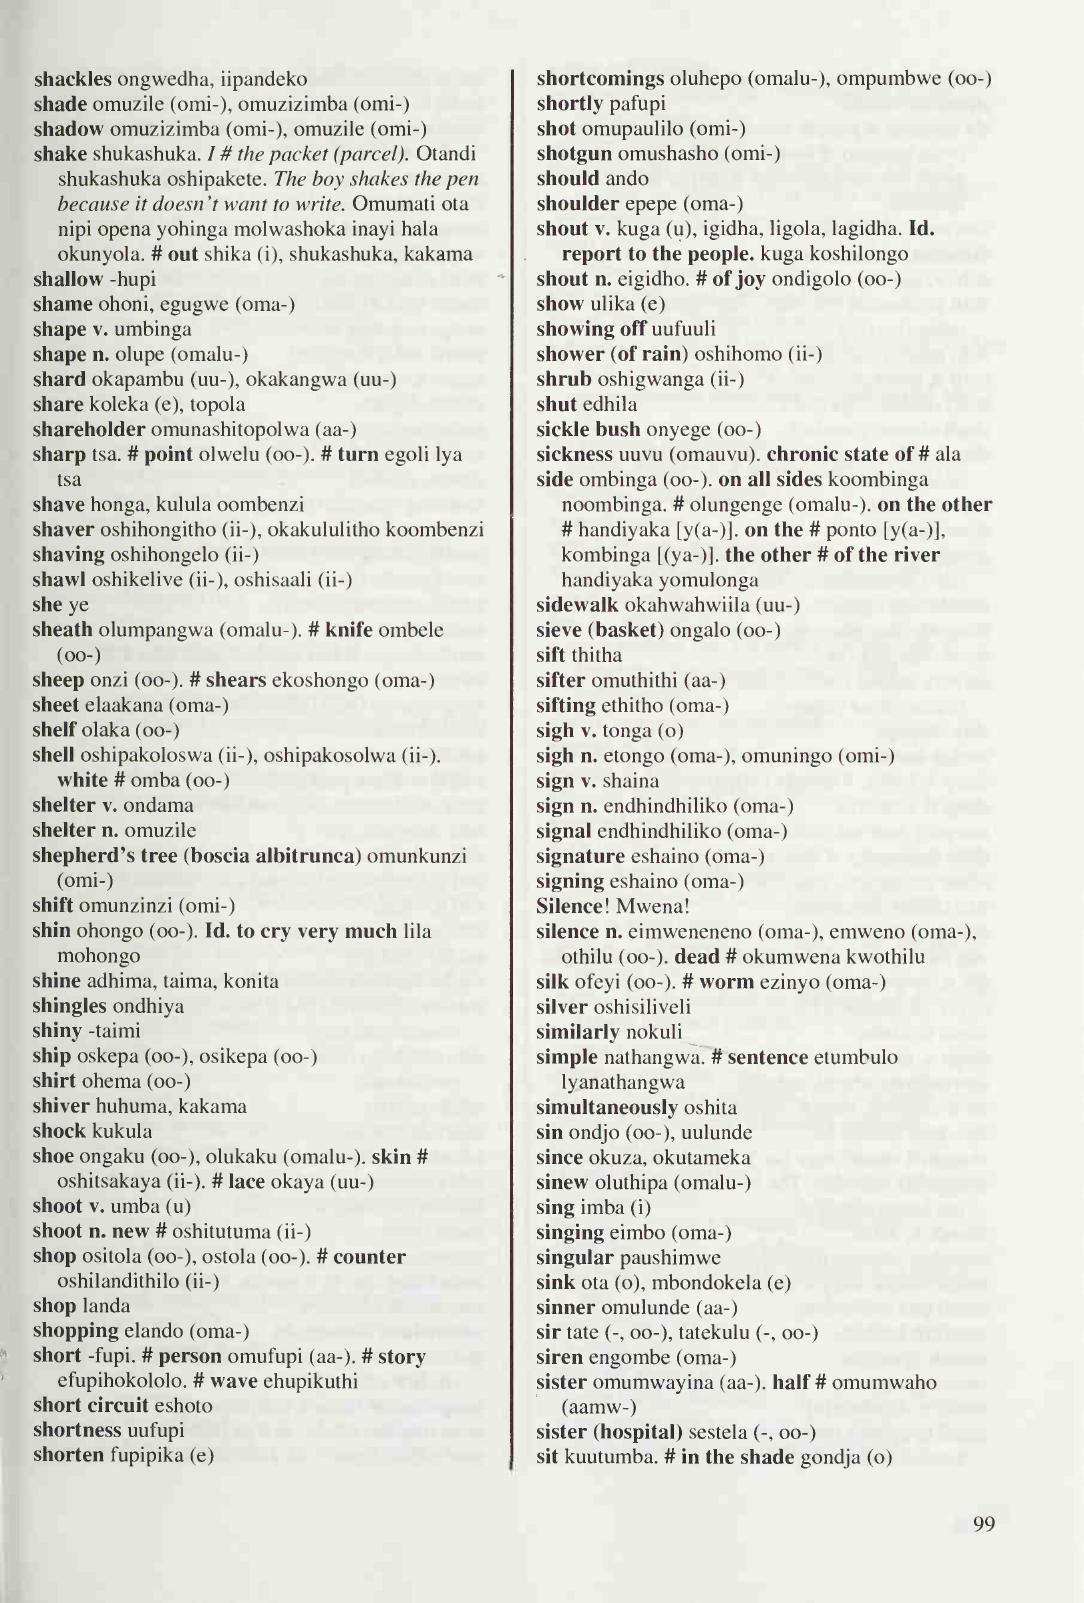 shackles ongwedha, iipandeko
shade omuzile (omi-), omuzizimba (omi-)
shadow omuzizimba (omi-), omuzile (omi-)
shake shukashuka. I # the packet (parcel). Otandi
shukashuka oshipakete. The boy shakes the pen
because it doesn't want to write. Omumati ota
nipi opena yohinga molwashoka inayi hala
okunyola. # out shika (i), shukashuka, kakama
shallow -hupi
shame ohoni, egugwe (oma-)
shape v. umbinga
shape n. olupe (omalu-)
shard okapambu (uu-), okakangwa (uu-)
share koleka (e), topola
shareholder omunashitopolwa (aa-)
sharp tsa. # point olwelu (oo-). # turn egoli lya
tsa
shave honga, kulula oombenzi
shaver oshihongitho (ii-), okakululitho koombenzi
shaving oshihongelo (ii-)
shawl oshikelive (ii-), oshisaali (ii-)
she ye
sheath olumpangwa (omalu-). # knife ombele
(oo-)
sheep onzi (oo-). # shears ekoshongo (oma-)
sheet elaakana (oma-)
shelf olaka (oo-)
shell oshipakoloswa (ii-), oshipakosolwa (ii-).
white # omba (oo-)
shelter v. ondama
shelter n. omuzile
shepherd's tree (boscia albitrunca) omunkunzi
(omi-)
shift omunzinzi (omi-)
shin ohongo (oo-). Id. to cry very much lila
mohongo
shine adhima, taima, konita
shingles ondhiya
shiny -taimi
ship oskepa (oo-), osikepa (oo-)
shirt ohema (oo-)
shiver huhuma, kakama
shock kukula
shoe ongaku (oo-), olukaku (omalu-). skin #
oshitsakaya (ii-). # lace okaya (uu-)
shoot v. umba (u)
shoot n. new # oshitutuma (ii-)
shop ositola (oo-), ostola (oo-). # counter
oshilandithilo (ii-)
shop landa
shopping elando (oma-)
short -fupi. # person omufupi (aa-). # story
efupihokololo. # wave ehupikuthi
short circuit eshoto
shortness uufupi
shorten fupipika (e)
shortcomings oluhepo (omalu-), ompumbwe (oo-)
shortly pafupi
shot omupaulilo (omi-)
shotgun omushasho (omi-)
should ando
shoulder epepe (oma-)
shout v. kuga (u), igidha, ligola, lagidha. Id.
report to the people. kuga koshilongo
shout n. eigidho. # of joy ondigolo (oo-)
show ulika (e)
showing off uufuuli
shower (of rain) oshihomo (ii-)
shrub oshigwanga (ii-)
shut edhila
sickle bush onyege (oo-)
sickness uuvu (omauvu). chronic state of # ala
side ombinga (oo-). on all sides koombinga
noombinga. # olungenge (omalu-). on the other
# handiyaka [y(a-)]. on the # ponto [y(a-)],
kombinga [(ya-)]. the other # of the river
handiyaka yomulonga
sidewalk okahwahwiila (uu-)
sieve (basket) ongalo (oo-)
sift thitha
sifter omuthithi (aa-)
sifting ethitho (oma-)
sigh v. tonga (o)
sigh n. etongo (oma-), omuningo (omi-)
sign v. shaina
sign n. endhindhiliko (oma-)
signal endhindhiliko (oma-)
signature eshaino (oma-)
signing eshaino (oma-)
Silence! Mwena!
silence n. eimweneneno (oma-), emweno (oma-),
othilu (oo-). dead # okumwena kwothilu
silk ofeyi (oo-). # worm ezinyo (oma-)
silver oshisiliveli
similarly nokuli
simple nathangwa. # sentence etumbulo
lyanathangwa
simultaneously oshita
sin ondjo (oo-), uulunde
since okuza, okutameka
sinew oluthipa (omalu-)
sing imba (i)
singing eimbo (oma-)
singular paushimwe
sink ota (o), mbondokela (e)
sinner omulunde (aa-)
sir tate (-, oo-), tatekulu (-, oo-)
siren engombe (oma-)
sister omumwayina (aa-). half # omumwaho
(aamw-)
sister (hospital) sestela (-, oo-)
sit kuutumba. # in the shade gondja (o)
99